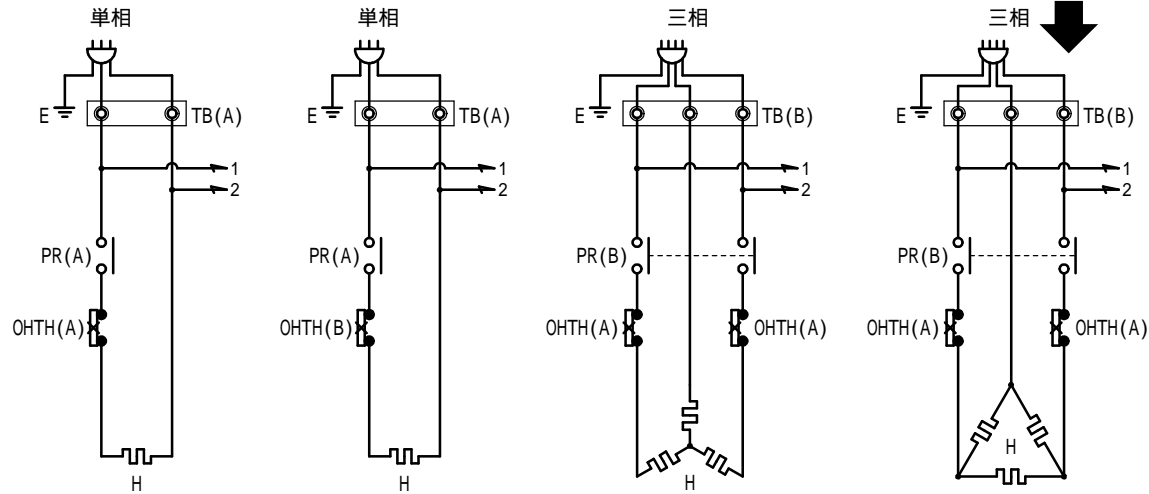 単相
単相
三相
三相
E
TB(A)
E
TB(A)
E
TB(B)
E
TB(B)
1
1
1
1
2
2
2
2
PR(A)
PR(A)
PR(B)
PR(B)
OHTH(A)
OHTH(B)
OHTH(A)
OHTH(A)
OHTH(A)
OHTH(A)
H
H
H
H